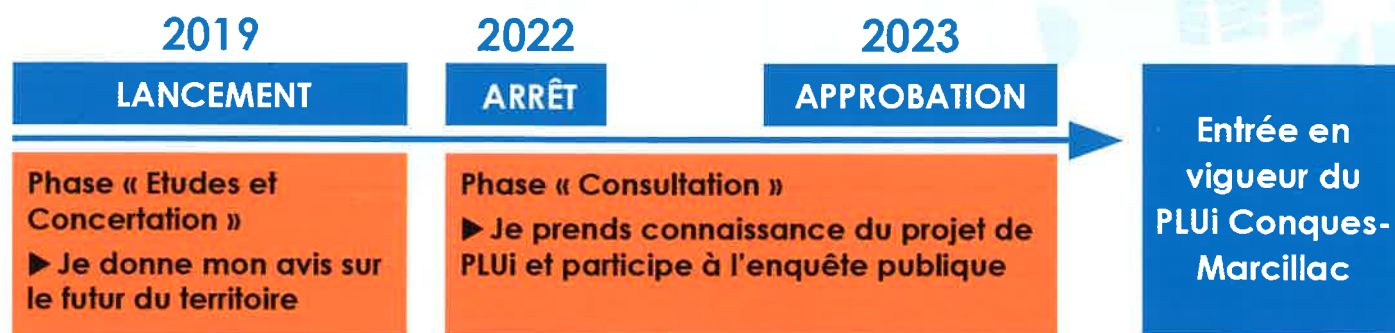 2019
2022
2023
LANCEMENT
ARRÊT
APPROBATION
Phase « Etudes et
Concertation »
▶ Je donne mon avis sur
le futur du territoire
Phase « Consultation »
▶ Je prends connaissance du projet de
PLUi et participe à l'enquête publique
Entrée en
vigueur du
PLUi Conques-
Marcillac